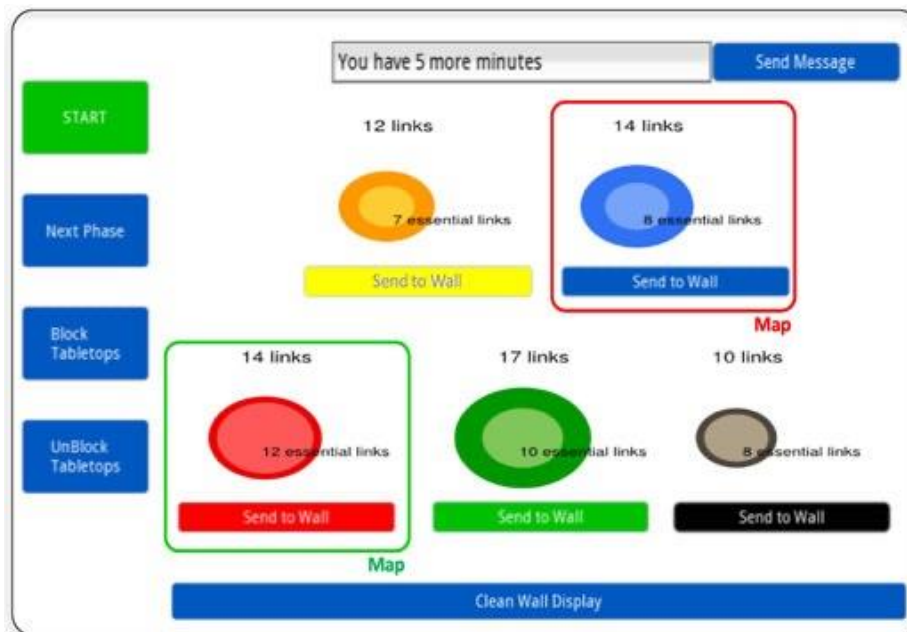 You have 5 more minutes
Send Message
START
12 links
14 links
7 essential links
8 essential links
Next Phase
Send to Wall
Send to Wall
Map
Block
Tabletops
14 links
17 links
10 links
12 essential links
10 essential links
8 essential links
UnBlock
Tabletops
Send to Wall
Send to Wall
Send to Wall
Map
Clean Wall Display